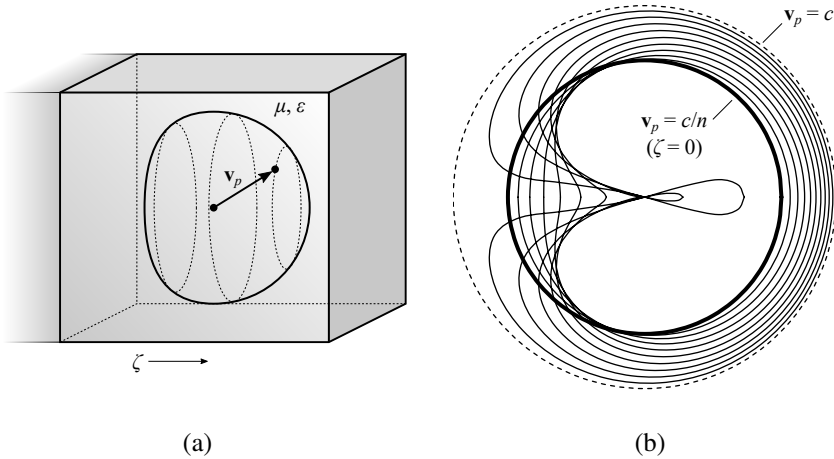 μ, ε
v_p
ζ
(a)
v_p = c
v_p = c/n
(ζ = 0)
(b)